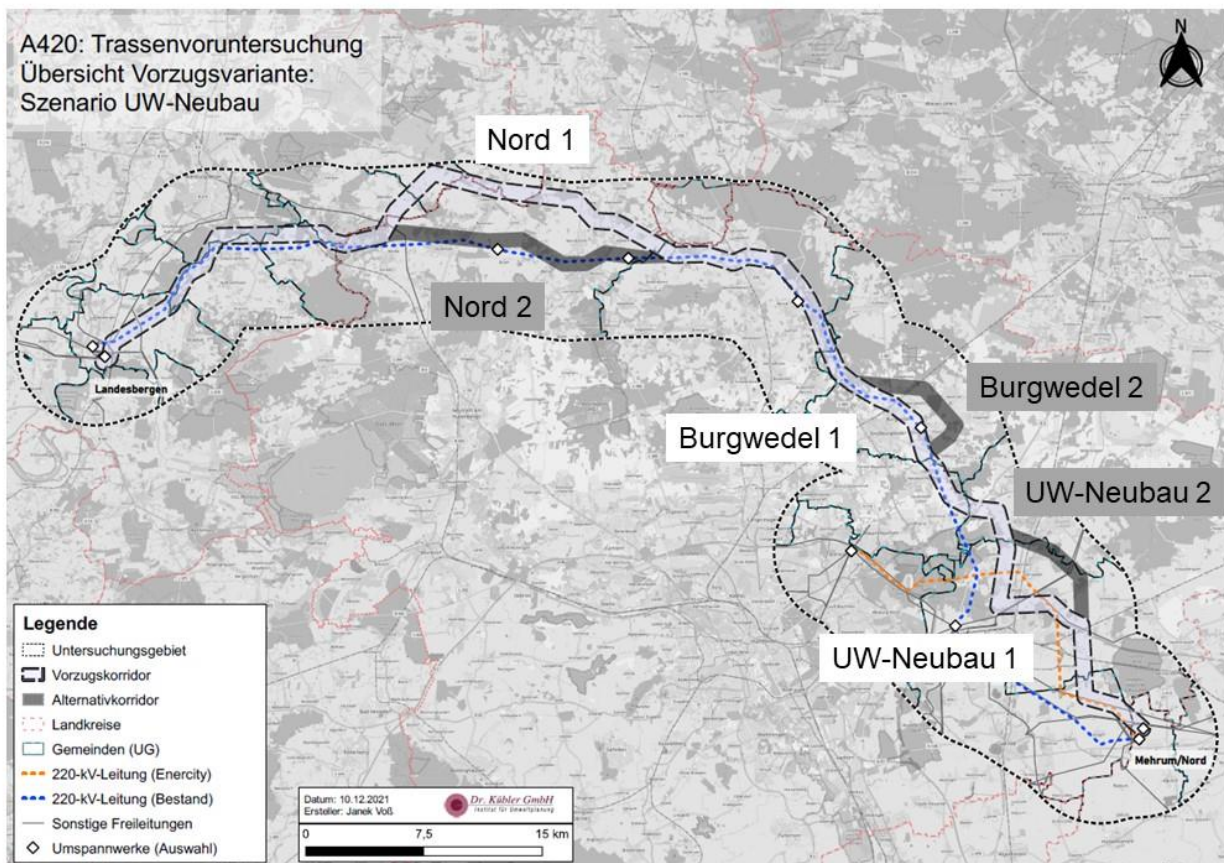 A420: Trassenvoruntersuchung
Übersicht Vorzugsvariante:
Szenario UW-Neubau
N
Nord 1
Nord 2
Landesbergen
Burgwedel 2
Burgwedel 1
UW-Neubau 2
UW-Neubau 1
Mehrum/Nord
Legende
Untersuchungsgebiet
Vorzugskorridor
Alternativkorridor
Landkreise
Gemeinden (UG)
220-kV-Leitung (Enercity)
220-kV-Leitung (Bestand)
Sonstige Freileitungen
Umspannwerke (Auswahl)
Datum: 10.12.2021
Ersteller: Janek Voß
Dr. Kübler GmbH
Institut für Umweltplanung
0 7,5 15 km